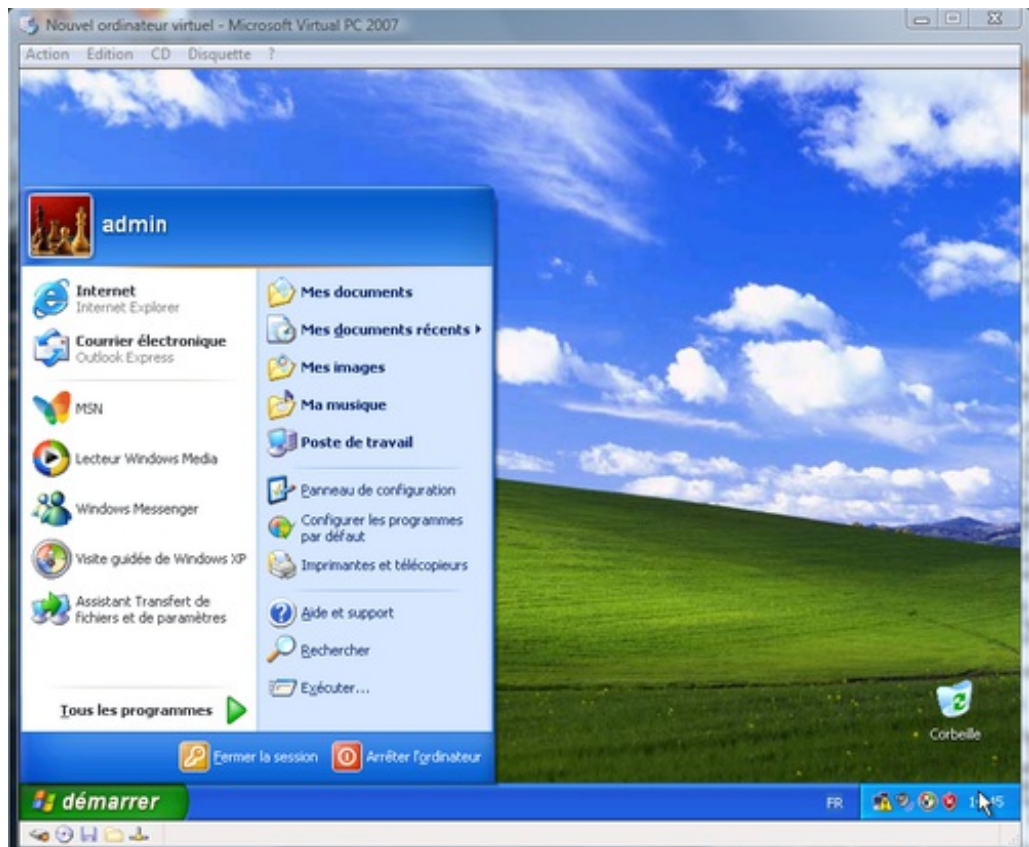 Nouvel ordinateur virtuel - Microsoft Virtual PC 2007
Action Edition CD Disquette ?
admin
Internet
Internet Explorer
Courrier électronique
Outlook Express
MSN
Lecteur Windows Media
Windows Messenger
Visite guidée de Windows XP
Assistant Transfert de
fichiers et de paramètres
Tous les programmes
Mes documents
Mes documents récents
Mes images
Ma musique
Poste de travail
Panneau de configuration
Configurer les programmes
par défaut
Imprimantes et télécopieurs
Aide et support
Rechercher
Exécuter...
Fermer la session
Arrêter l'ordinateur
Corbeille
démarrer
FR